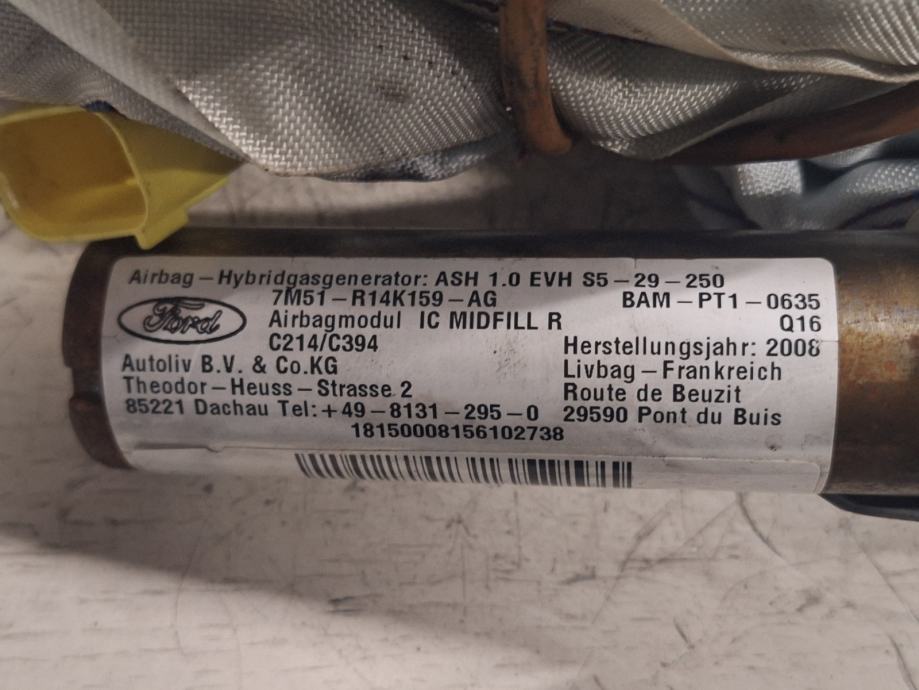 Airbag-Hybridgasgenerator: ASH 1.0 EVH S5-29-250
7M51-R14K159-AG BAM-PT1-0635
Ford Airbagmodul IC MIDFILL R Q16
C214/C394 Herstellungsjahr: 2008
Autoliv B.V. & Co.KG Livbag-Frankreich
Theodor-Heuss-Strasse 2 Route de Beuzit
85221 Dachau Tel:+49-8131-295-0 29590 Pont du Buis
18150008156102738